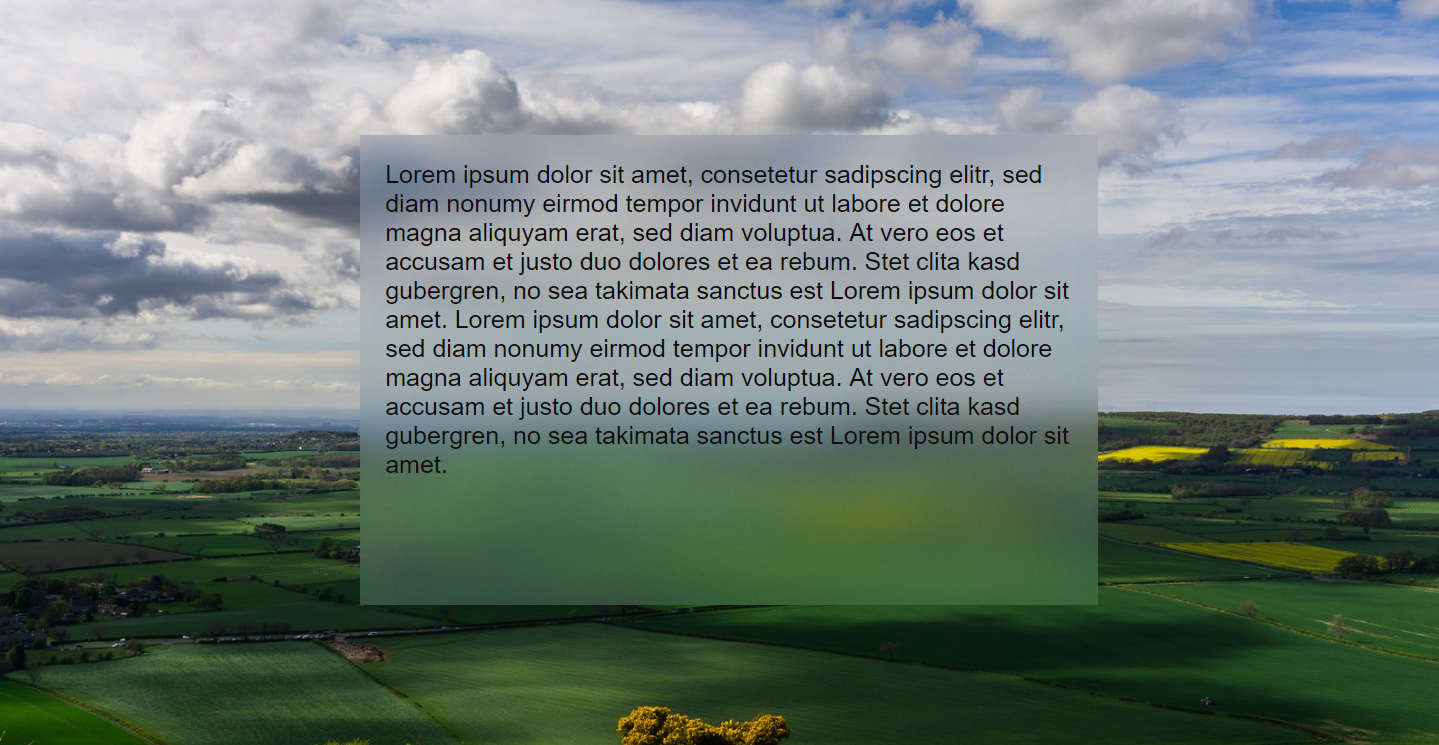 Lorem ipsum dolor sit amet, consetetur sadipscing elitr, sed
diam nonumy eirmod tempor invidunt ut labore et dolore
magna aliquyam erat, sed diam voluptua. At vero eos et
accusam et justo duo dolores et ea rebum. Stet clita kasd
gubergren, no sea takimata sanctus est Lorem ipsum dolor sit
amet. Lorem ipsum dolor sit amet, consetetur sadipscing elitr,
sed diam nonumy eirmod tempor invidunt ut labore et dolore
magna aliquyam erat, sed diam voluptua. At vero eos et
accusam et justo duo dolores et ea rebum. Stet clita kasd
gubergren, no sea takimata sanctus est Lorem ipsum dolor sit
amet.